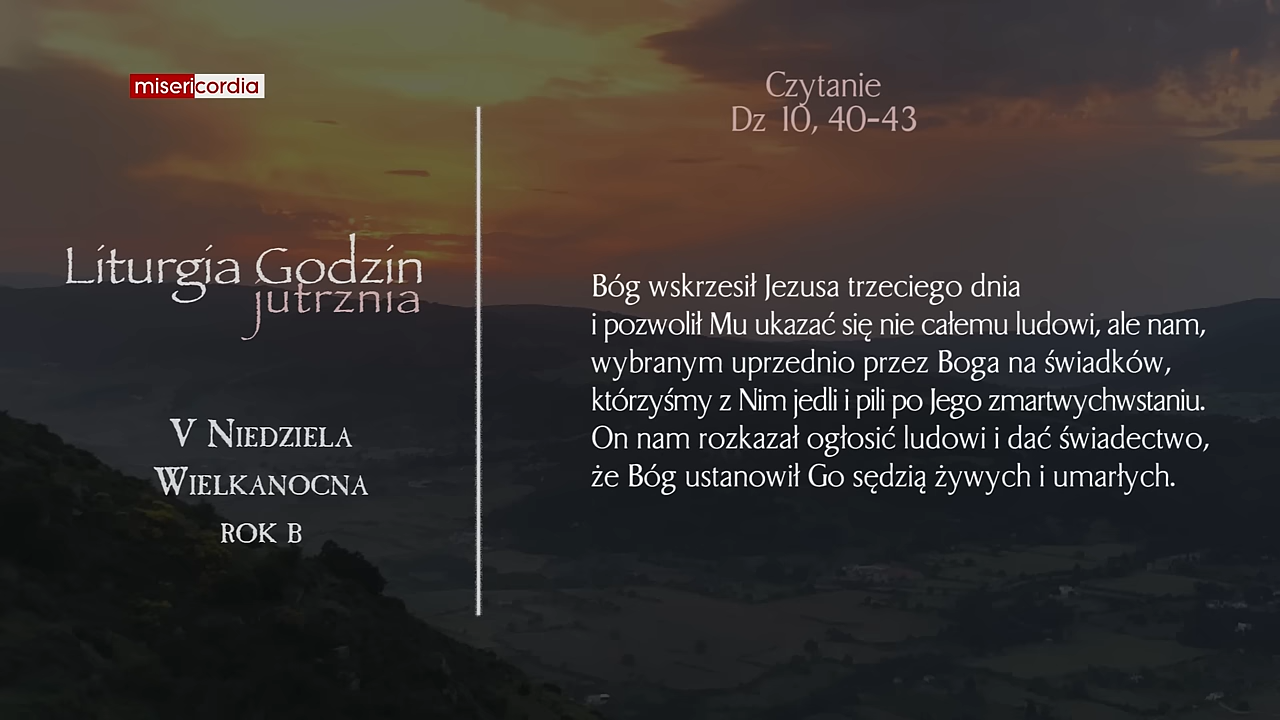 misericordia
Liturgia Godzin
jutrznia
V Niedziela
Wielkanocna
rok B
Czytanie
Dz 10, 40-43
Bóg wskrzesił Jezusa trzeciego dnia
i pozwolił Mu ukazać się nie całemu ludowi, ale nam,
wybranym uprzednio przez Boga na świadków,
którzyśmy z Nim jedli i pili po Jego zmartwychwstaniu.
On nam rozkazał ogłosić ludowi i dać świadectwo,
że Bóg ustanowił Go sędzią żywych i umarłych.